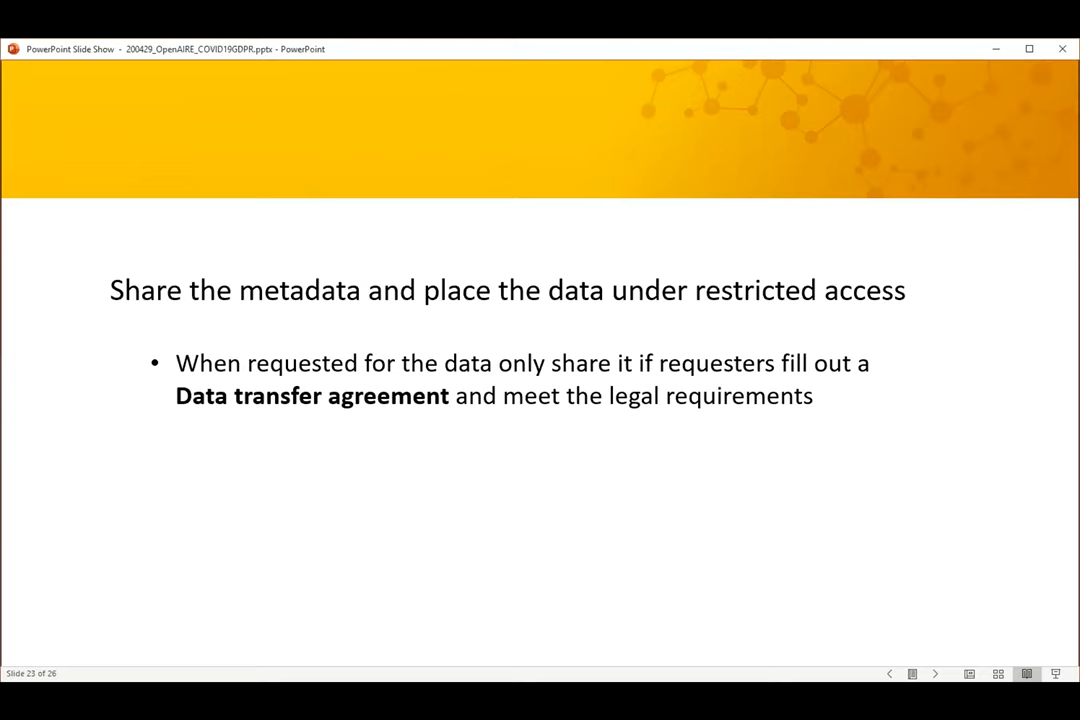 PowerPoint Slide Show - 200429_OpenAIRE_COVID19GDPR.pptx - PowerPoint
Share the metadata and place the data under restricted access
• When requested for the data only share it if requesters fill out a
Data transfer agreement and meet the legal requirements
Slide 23 of 26